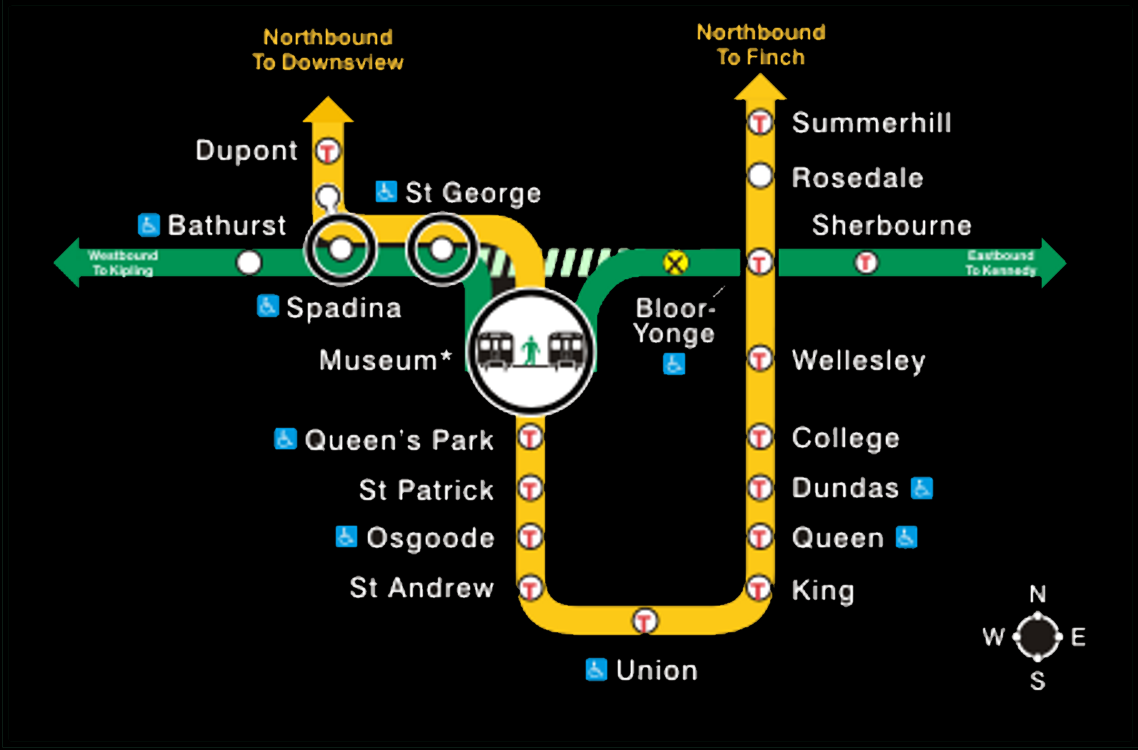 Northbound
To Downsview
Northbound
To Finch
Summerhill
Dupont
T
T
Rosedale
St George
Bathurst
Sherbourne
Westbound
To Kipling
T
T
Eastbound
To Kennedy
Spadina
Bloor-
Yonge
Museum*
T
Wellesley
Queen's Park
T
T
College
St Patrick
T
T
Dundas
Osgoode
T
T
Queen
St Andrew
T
T
King
T
Union
N
W
E
S